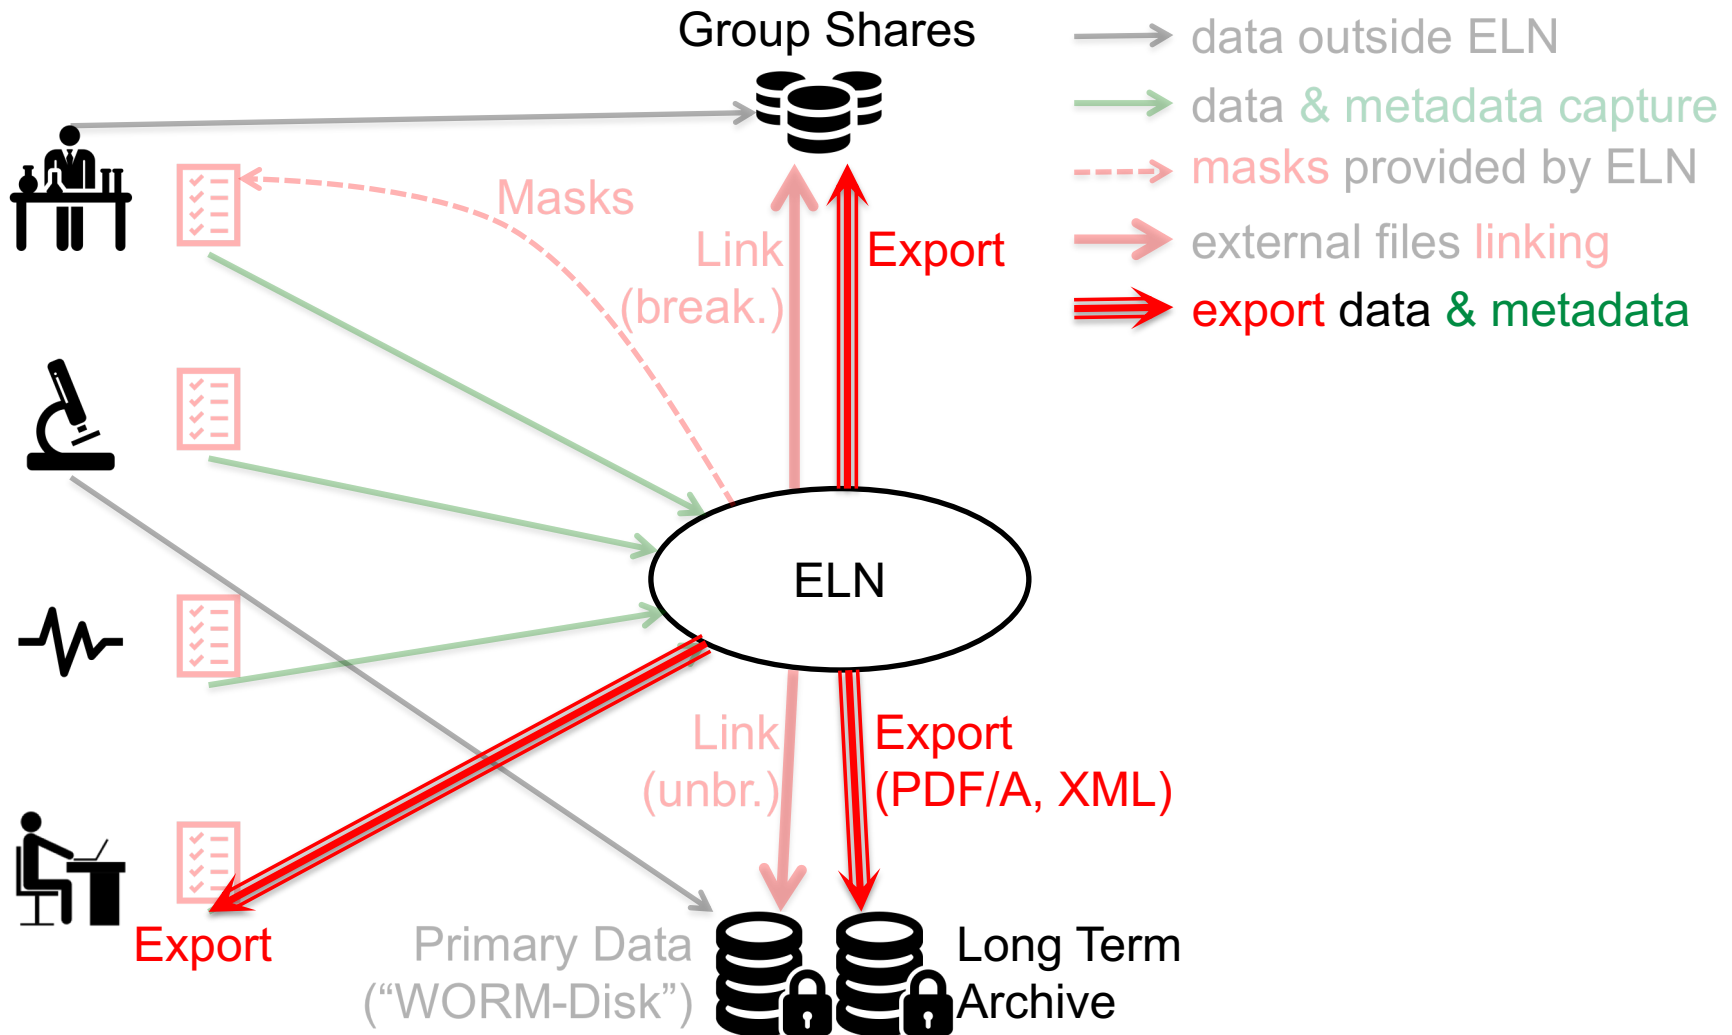 Group Shares
data outside ELN
data & metadata capture
masks provided by ELN
external files linking
export data & metadata
Masks
Link
(break.)
Export
ELN
Link
(unbr.)
Export
(PDF/A, XML)
Export
Primary Data
(“WORM-Disk”)
Long Term
Archive